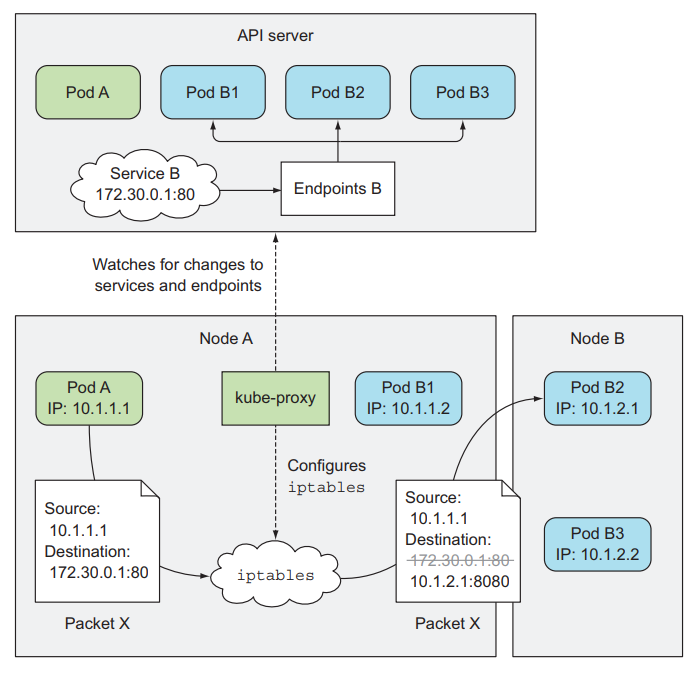 API server
Pod A
Pod B1
Pod B2
Pod B3
Service B
172.30.0.1:80
Endpoints B
Watches for changes to
services and endpoints
Node A
Node B
Pod A
IP: 10.1.1.1
kube-proxy
Pod B1
IP: 10.1.1.2
Pod B2
IP: 10.1.2.1
Configures
iptables
Source:
10.1.1.1
Destination:
172.30.0.1:80
Packet X
iptables
Source:
10.1.1.1
Destination:
172.30.0.1:80
10.1.2.1:8080
Packet X
Pod B3
IP: 10.1.2.2